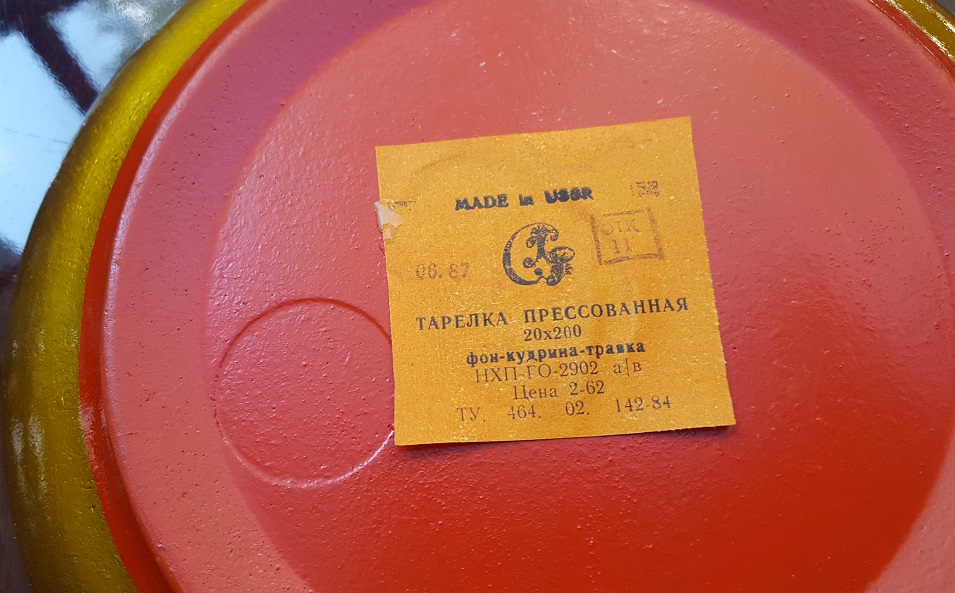 MADE in USSR
ОТК
11
06. 87
ТАРЕЛКА ПРЕССОВАННАЯ
20х200
фон-кудрина-травка
НХП-ГО-2902 а/в
Цена 2-62
ТУ. 464. 02. 142-84